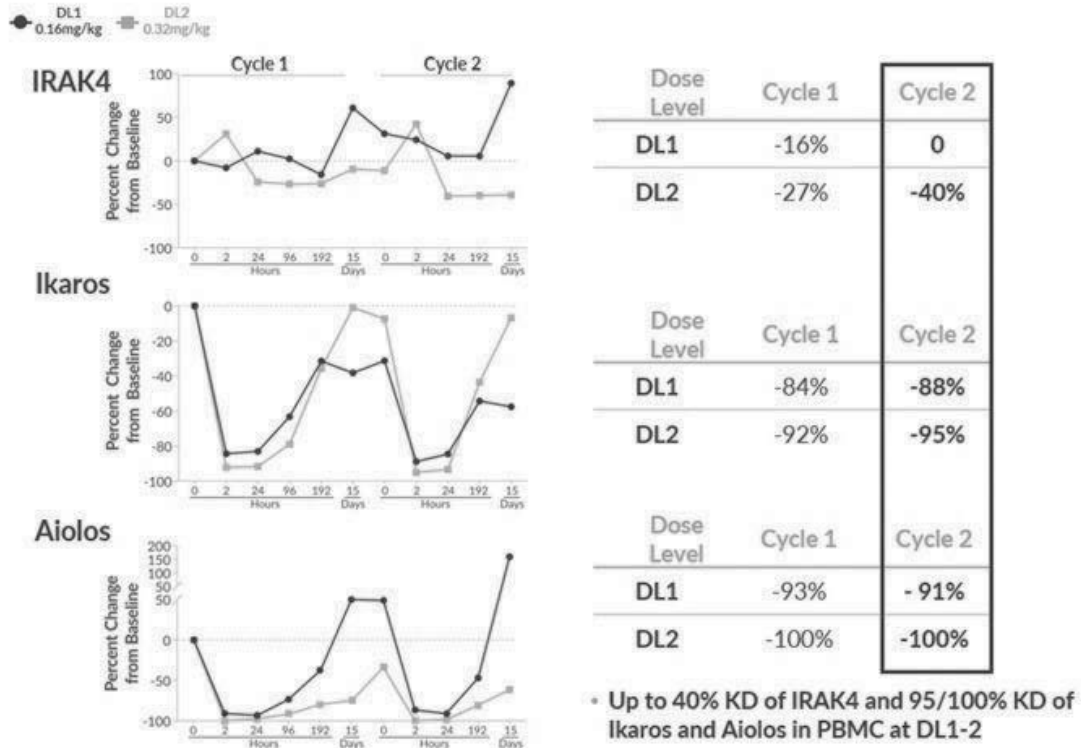 DL1
0.16mg/kg
DL2
0.32mg/kg
IRAK4
Cycle 1
Cycle 2
Percent Change
from Baseline
100
50
0
-50
-100
0 2 24 96 192 15 0 2 24 192 15
Hours Days Hours Days
Ikaros
Percent Change
from Baseline
0
-20
-40
-60
-80
-100
0 2 24 96 192 15 0 2 24 192 15
Hours Days Hours Days
Aiolos
Percent Change
from Baseline
200
150
100
50
50
0
-50
-100
0 2 24 96 192 15 0 2 24 192 15
Hours Days Hours Days
Dose
Level
Cycle 1
Cycle 2
DL1 -16% 0
DL2 -27% -40%
Dose
Level
Cycle 1
Cycle 2
DL1 -84% -88%
DL2 -92% -95%
Dose
Level
Cycle 1
Cycle 2
DL1 -93% - 91%
DL2 -100% -100%
• Up to 40% KD of IRAK4 and 95/100% KD of
Ikaros and Aiolos in PBMC at DL1-2